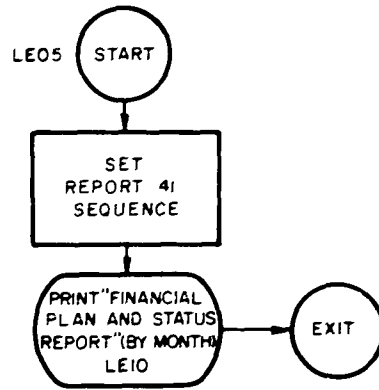 LE05 START
SET
REPORT 41
SEQUENCE
PRINT "FINANCIAL
PLAN AND STATUS
REPORT" (BY MONTH)
LE10
EXIT